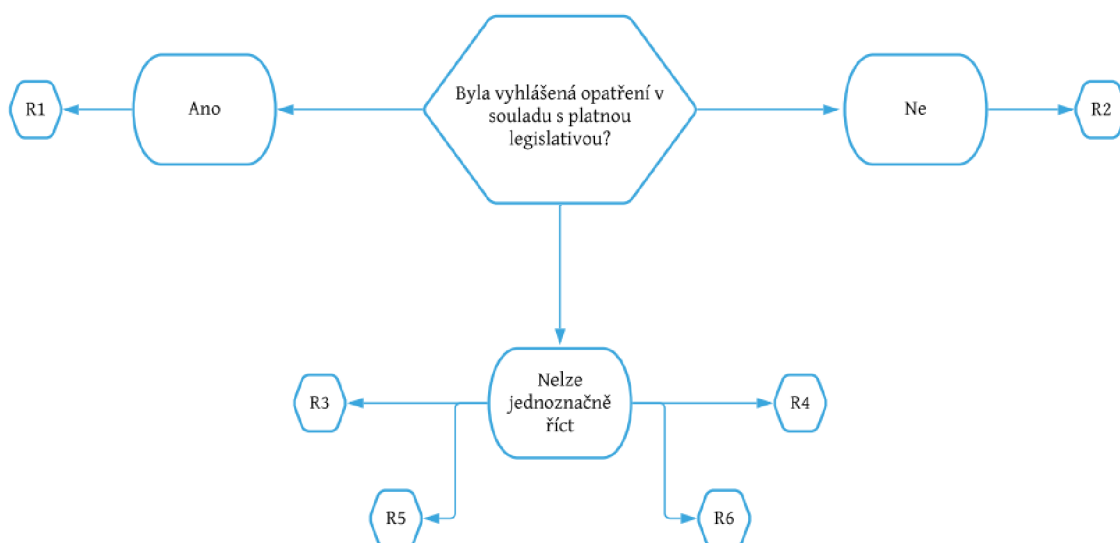 Byla vyhlášená opatření v
souladu s platnou
legislativou?
R1
Ano
Ne
R2
Nelze
jednoznačně
říct
R3
R4
R5
R6